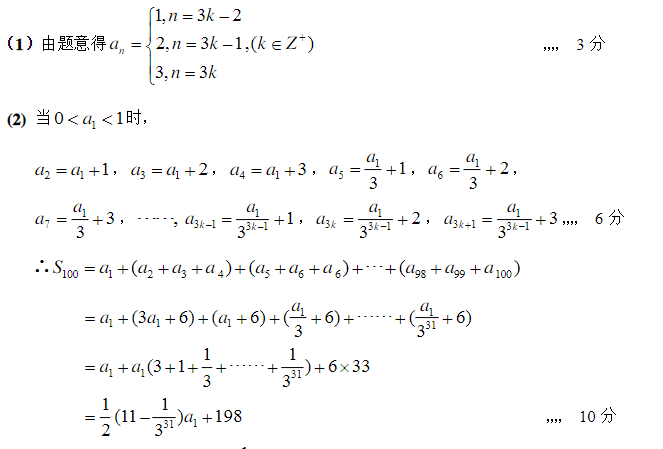 (1) 由题意得 a_n = { 1, n = 3k − 2
2, n = 3k − 1, (k ∈ Z⁺) ,,,, 3 分
3, n = 3k
(2) 当 0 < a_1 < 1 时,
a_2 = a_1 + 1, a_3 = a_1 + 2, a_4 = a_1 + 3, a_5 = a_1/3 + 1, a_6 = a_1/3 + 2,
a_7 = a_1/3 + 3, ⋯⋯, a_{3k−1} = a_1/3^{3k−1} + 1, a_{3k} = a_1/3^{3k−1} + 2, a_{3k+1} = a_1/3^{3k−1} + 3 ,,,, 6 分
∴ S_100 = a_1 + (a_2 + a_3 + a_4) + (a_5 + a_6 + a_6) + ⋯ + (a_98 + a_99 + a_100)
= a_1 + (3a_1 + 6) + (a_1 + 6) + (a_1/3 + 6) + ⋯⋯ + (a_1/3^{31} + 6)
= a_1 + a_1(3 + 1 + 1/3 + ⋯⋯ + 1/3^{31}) + 6 × 33
= 1/2 (11 − 1/3^{31})a_1 + 198 ,,,, 10 分